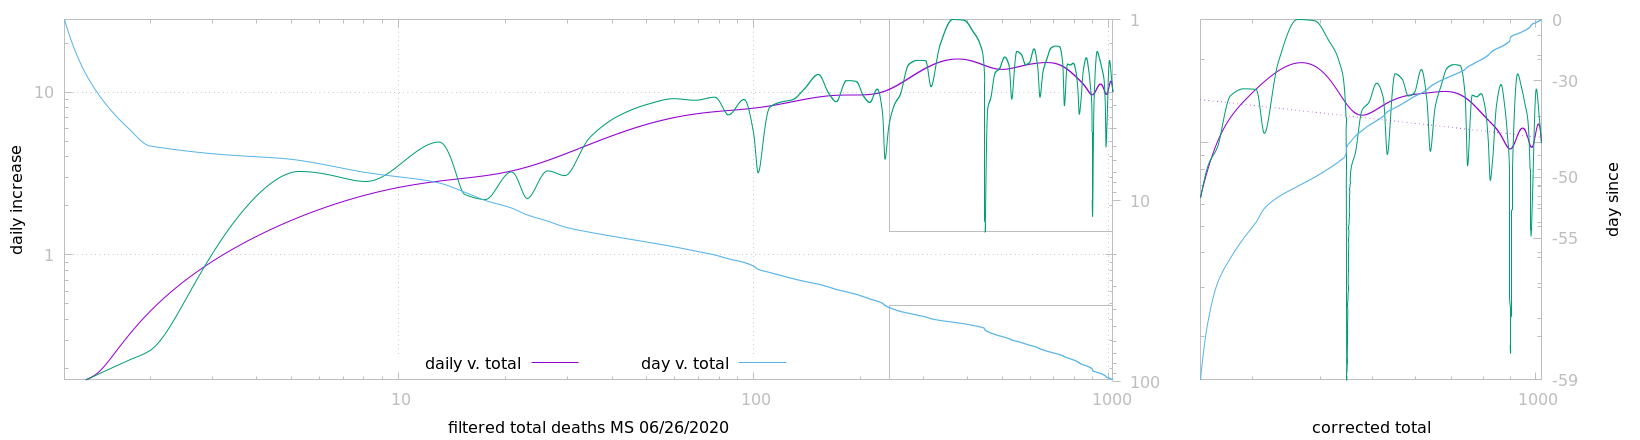 daily increase
10
1
daily v. total
day v. total
10
100
1000
filtered total deaths MS 06/26/2020
1
10
100
0
-30
-50
-55
-59
day since
1000
corrected total